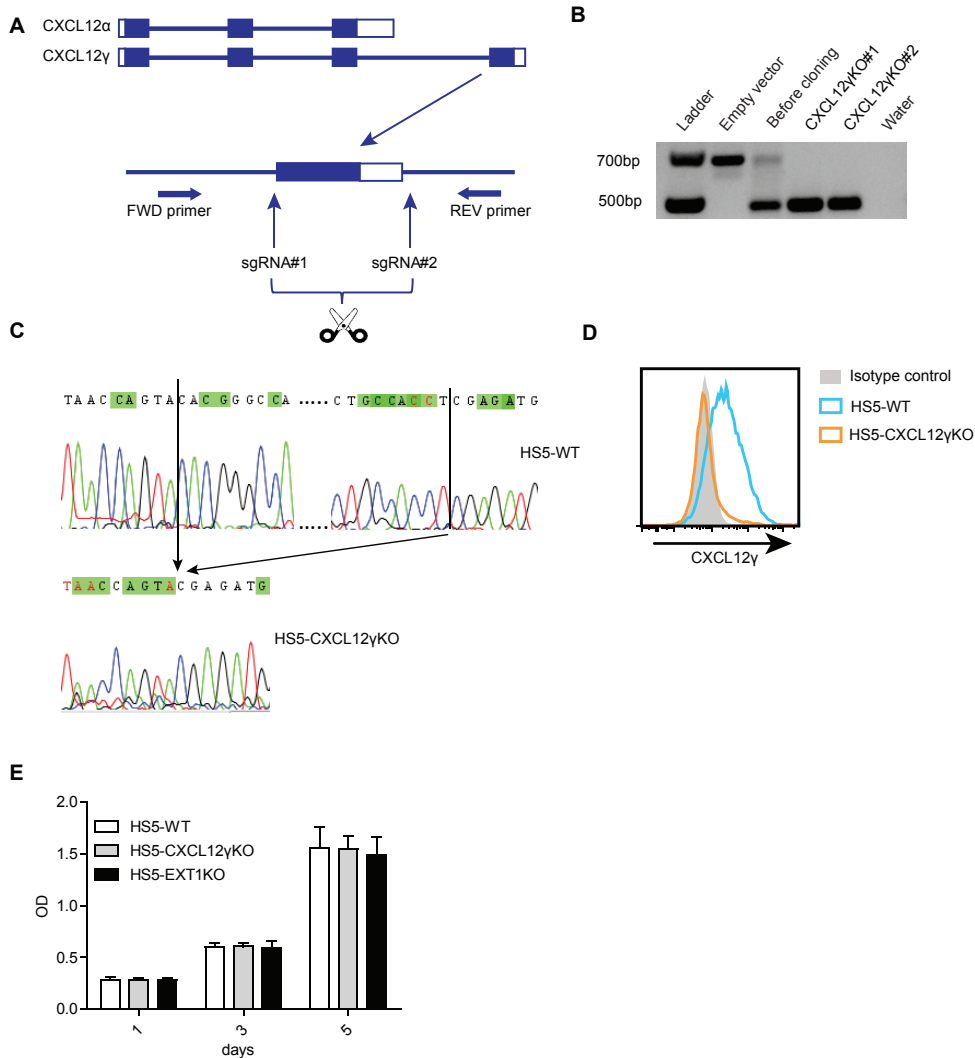 A
CXCL12α
CXCL12γ
FWD primer
REV primer
sgRNA#1
sgRNA#2
B
Ladder
Empty vector
Before cloning
CXCL12γKO#1
CXCL12γKO#2
Water
700bp
500bp
C
TAACCAGTACACGGGCCA.....CTGCCACCTCGAGATG
HS5-WT
.....
TAACCAGTACGAGATG
HS5-CXCL12γKO
D
Isotype control
HS5-WT
HS5-CXCL12γKO
CXCL12γ
E
2.0
1.5
1.0
0.5
0.0
OD
HS5-WT
HS5-CXCL12γKO
HS5-EXT1KO
1
3
5
days